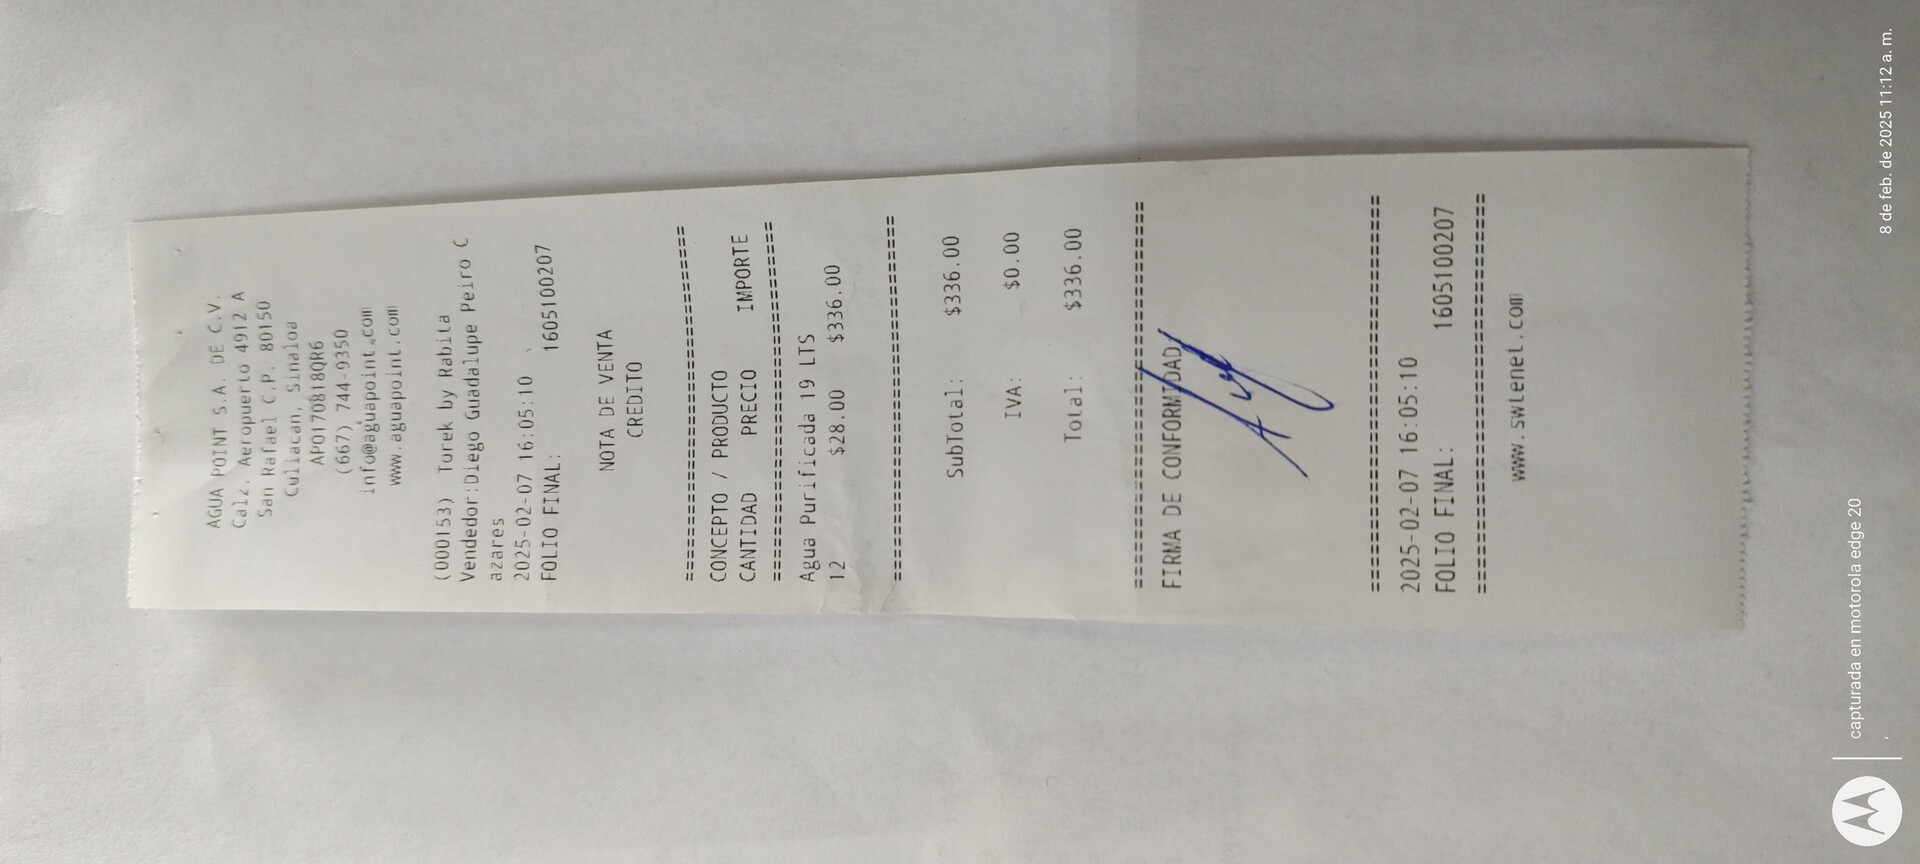 AGUA POINT S.A. DE C.V.
Calz. Aeropuerto 4912 A
San Rafael C.P. 80150
Culiacan, Sinaloa
APO170818QR6
(667) 744-9350
info@aguapoint.com
www.aguapoint.com
(000153) Torek by Rabita
Vendedor:Diego Guadalupe Peiro C
azares
2025-02-07 16:05:10
FOLIO FINAL: 1605100207
NOTA DE VENTA
CREDITO
================================
CONCEPTO / PRODUCTO
CANTIDAD PRECIO IMPORTE
================================
Agua Purificada 19 LTS
12 $28.00 $336.00
================================
SubTotal: $336.00
IVA: $0.00
Total: $336.00
================================
FIRMA DE CONFORMIDAD
================================
2025-02-07 16:05:10
FOLIO FINAL: 1605100207
================================
www.swtenet.com
capturada en motorola edge 20
8 de feb. de 2025 11:12 a. m.